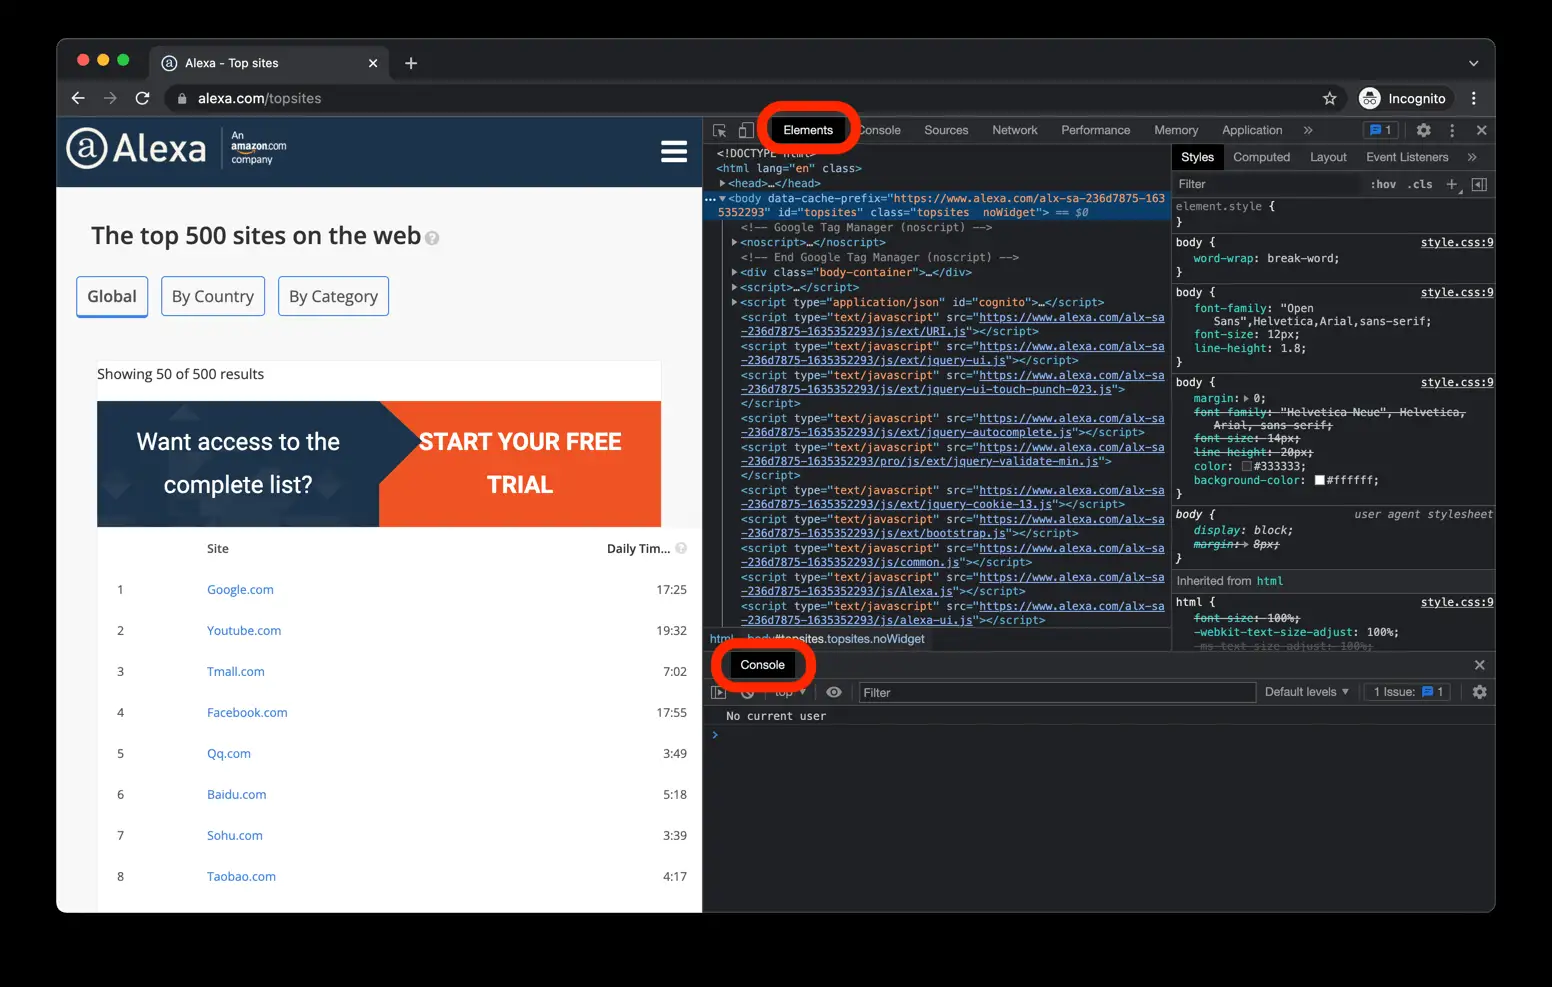 Alexa - Top sites
alexa.com/topsites
Incognito
Alexa
An
amazon.com
company
The top 500 sites on the web
Global
By Country
By Category
Showing 50 of 500 results
Want access to the
complete list?
START YOUR FREE
TRIAL
Site Daily Tim...
1 Google.com 17:25
2 Youtube.com 19:32
3 Tmall.com 7:02
4 Facebook.com 17:55
5 Qq.com 3:49
6 Baidu.com 5:18
7 Sohu.com 3:39
8 Taobao.com 4:17
Elements Console Sources Network Performance Memory Application » 1
<!DOCTYPE html>
<html lang="en" class>
<head>…</head>
<body data-cache-prefix="https://www.alexa.com/alx-sa-236d7875-163
5352293" id="topsites" class="topsites  noWidget"> == $0
<!-- Google Tag Manager (noscript) -->
<noscript>…</noscript>
<!-- End Google Tag Manager (noscript) -->
<div class="body-container">…</div>
<script>…</script>
<script type="application/json" id="cognito">…</script>
<script type="text/javascript" src="https://www.alexa.com/alx-sa
-236d7875-1635352293/js/ext/URI.js"></script>
<script type="text/javascript" src="https://www.alexa.com/alx-sa
-236d7875-1635352293/js/ext/jquery-ui.js"></script>
<script type="text/javascript" src="https://www.alexa.com/alx-sa
-236d7875-1635352293/js/ext/jquery-ui-touch-punch-023.js">
</script>
<script type="text/javascript" src="https://www.alexa.com/alx-sa
-236d7875-1635352293/js/ext/jquery-autocomplete.js"></script>
<script type="text/javascript" src="https://www.alexa.com/alx-sa
-236d7875-1635352293/pro/js/ext/jquery-validate-min.js">
</script>
<script type="text/javascript" src="https://www.alexa.com/alx-sa
-236d7875-1635352293/js/ext/jquery-cookie-13.js"></script>
<script type="text/javascript" src="https://www.alexa.com/alx-sa
-236d7875-1635352293/js/ext/bootstrap.js"></script>
<script type="text/javascript" src="https://www.alexa.com/alx-sa
-236d7875-1635352293/js/common.js"></script>
<script type="text/javascript" src="https://www.alexa.com/alx-sa
-236d7875-1635352293/js/Alexa.js"></script>
<script type="text/javascript" src="https://www.alexa.com/alx-sa
-236d7875-1635352293/js/alexa-ui.js"></script>
html body#topsites.topsites.noWidget
Styles Computed Layout Event Listeners »
Filter :hov .cls +
element.style {
}
body { style.css:9
word-wrap: break-word;
}
body { style.css:9
font-family: "Open
Sans",Helvetica,Arial,sans-serif;
font-size: 12px;
line-height: 1.8;
}
body { style.css:9
margin: 0;
font-family: "Helvetica Neue", Helvetica,
Arial, sans-serif;
font-size: 14px;
line-height: 20px;
color: #333333;
background-color: #ffffff;
}
body { user agent stylesheet
display: block;
margin: 8px;
}
Inherited from html
html { style.css:9
font-size: 100%;
-webkit-text-size-adjust: 100%;
-ms-text-size-adjust: 100%;
Console
top Filter Default levels 1 Issue: 1
No current user